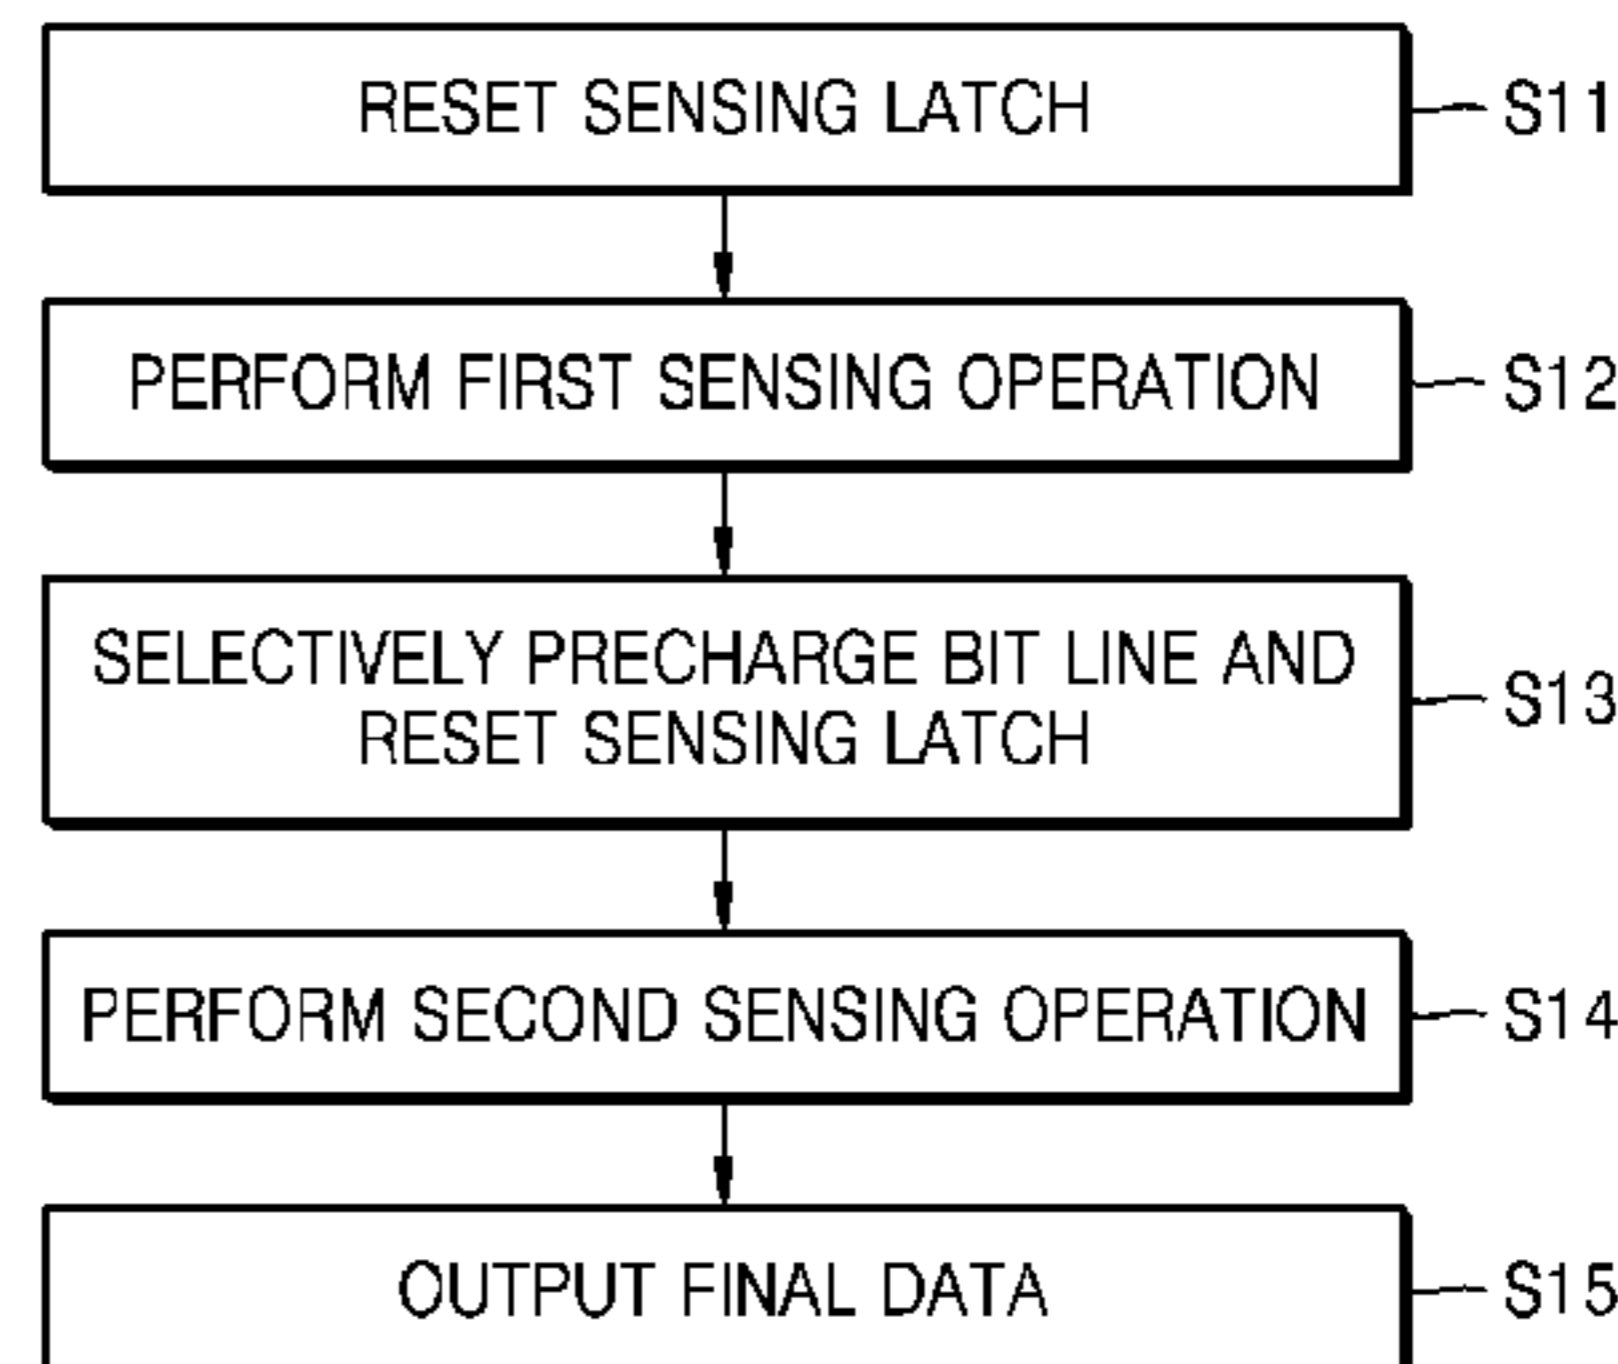 RESET SENSING LATCH
S11
PERFORM FIRST SENSING OPERATION
S12
SELECTIVELY PRECHARGE BIT LINE AND
RESET SENSING LATCH
S13
PERFORM SECOND SENSING OPERATION
S14
OUTPUT FINAL DATA
S15